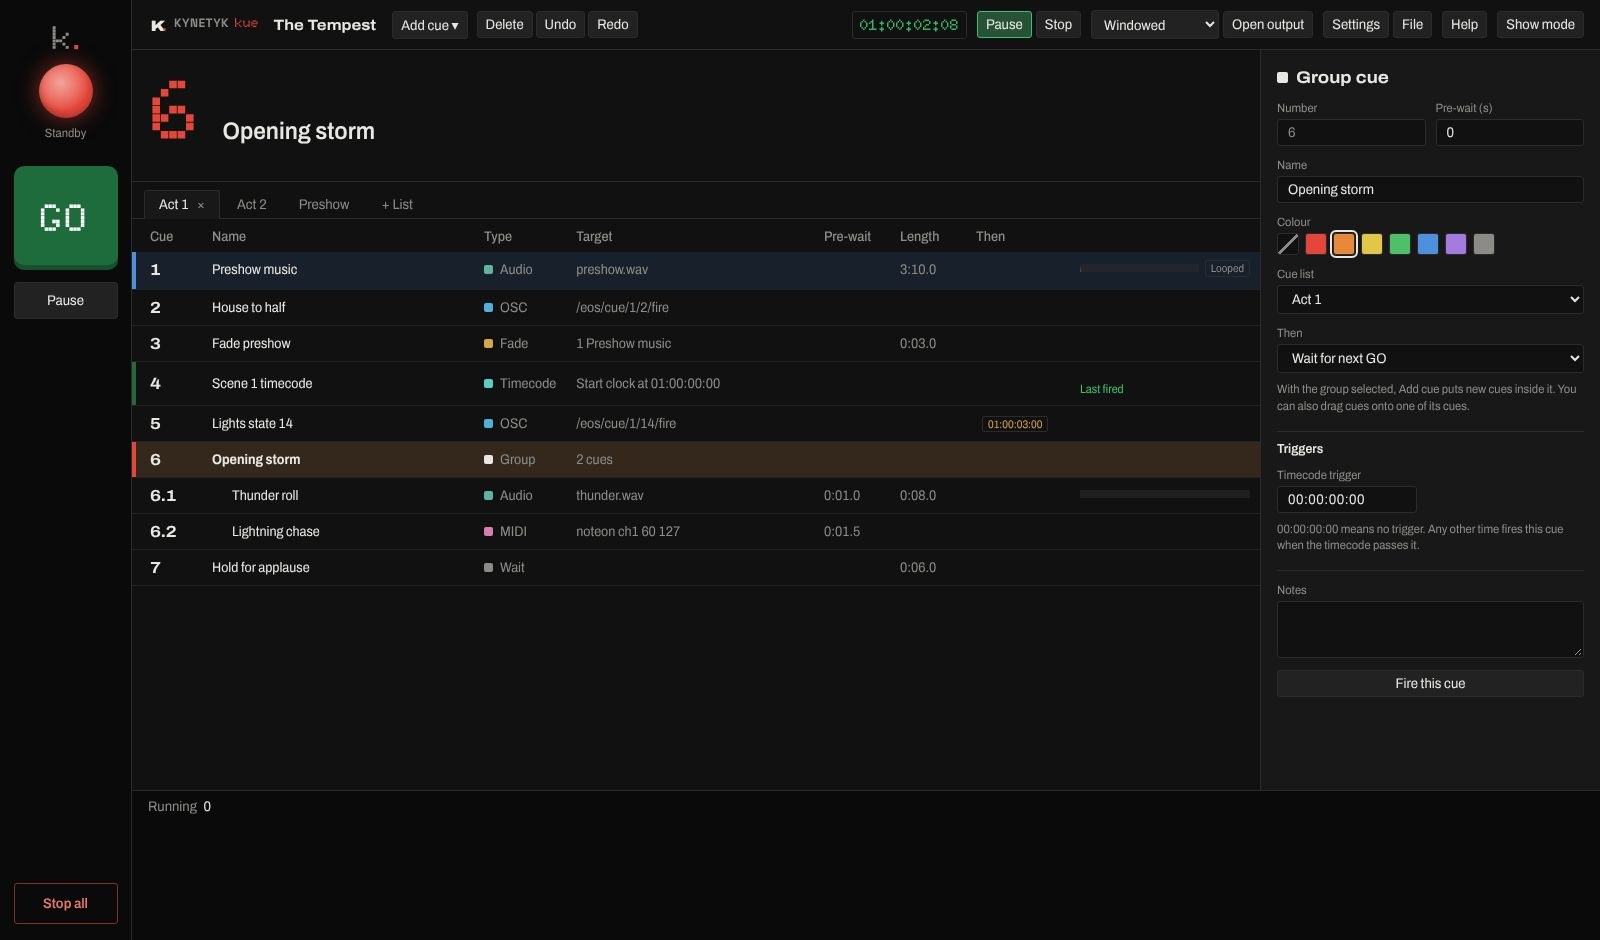 k.
Standby
GO
Pause
Stop all
K KYNETYK kue The Tempest Add cue ▾ Delete Undo Redo 01:00:02:08 Pause Stop Windowed Open output Settings File Help Show mode
6 Opening storm
Act 1 × Act 2 Preshow + List
Cue Name Type Target Pre-wait Length Then
1 Preshow music Audio preshow.wav 3:10.0 Looped
2 House to half OSC /eos/cue/1/2/fire
3 Fade preshow Fade 1 Preshow music 0:03.0
4 Scene 1 timecode Timecode Start clock at 01:00:00:00 Last fired
5 Lights state 14 OSC /eos/cue/1/14/fire 01:00:03:00
6 Opening storm Group 2 cues
6.1 Thunder roll Audio thunder.wav 0:01.0 0:08.0
6.2 Lightning chase MIDI noteon ch1 60 127 0:01.5
7 Hold for applause Wait 0:06.0
Running 0
Group cue
Number Pre-wait (s)
6 0
Name
Opening storm
Colour
Cue list
Act 1
Then
Wait for next GO
With the group selected, Add cue puts new cues inside it. You
can also drag cues onto one of its cues.
Triggers
Timecode trigger
00:00:00:00
00:00:00:00 means no trigger. Any other time fires this cue
when the timecode passes it.
Notes
Fire this cue